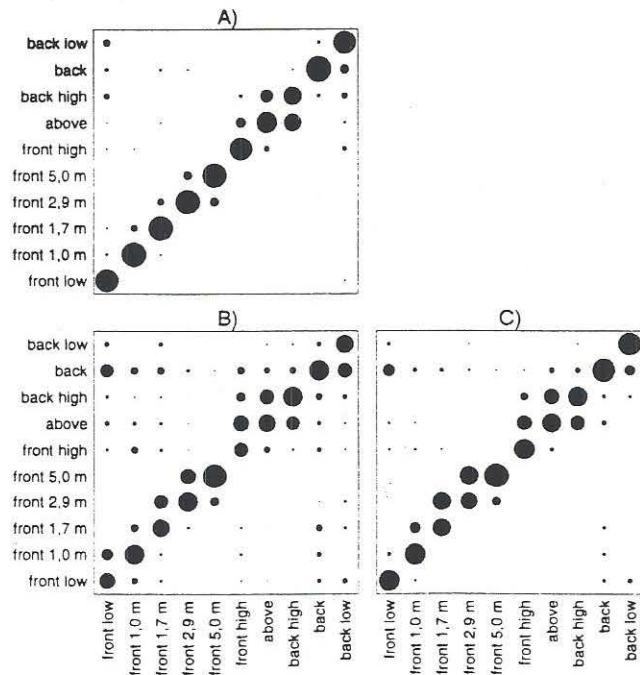 A)
back low
back
back high
above
front high
front 5,0 m
front 2,9 m
front 1,7 m
front 1,0 m
front low
B)
C)
back low
back
back high
above
front high
front 5,0 m
front 2,9 m
front 1,7 m
front 1,0 m
front low
front low
front 1,0 m
front 1,7 m
front 2,9 m
front 5,0 m
front high
above
back high
back
back low
front low
front 1,0 m
front 1,7 m
front 2,9 m
front 5,0 m
front high
above
back high
back
back low